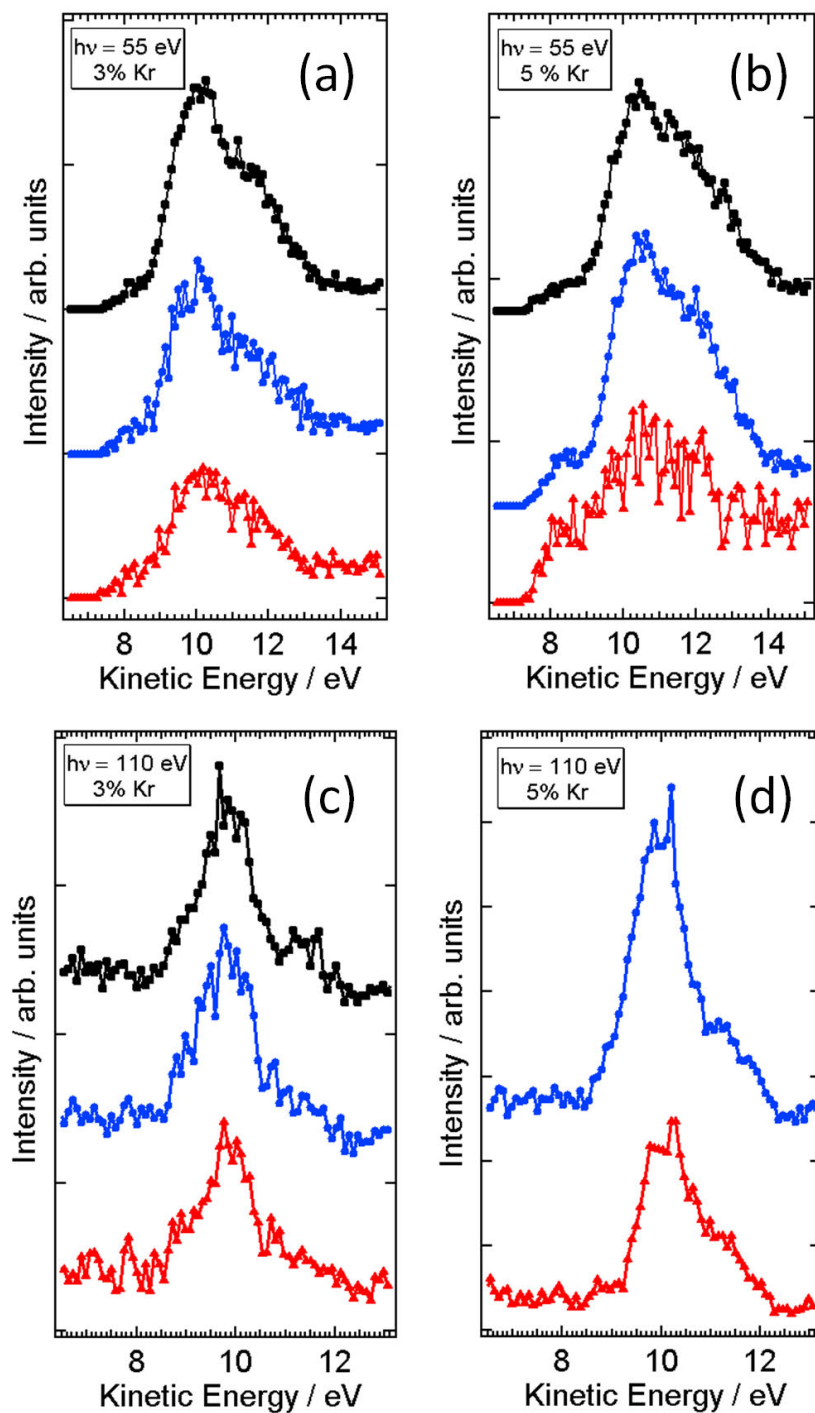 hν = 55 eV
3% Kr
(a)
Intensity / arb. units
8 10 12 14
Kinetic Energy / eV
hν = 55 eV
5 % Kr
(b)
Intensity / arb. units
8 10 12 14
Kinetic Energy / eV
hν = 110 eV
3% Kr
(c)
Intensity / arb. units
8 10 12
Kinetic Energy / eV
hν = 110 eV
5% Kr
(d)
Intensity / arb. units
8 10 12
Kinetic Energy / eV